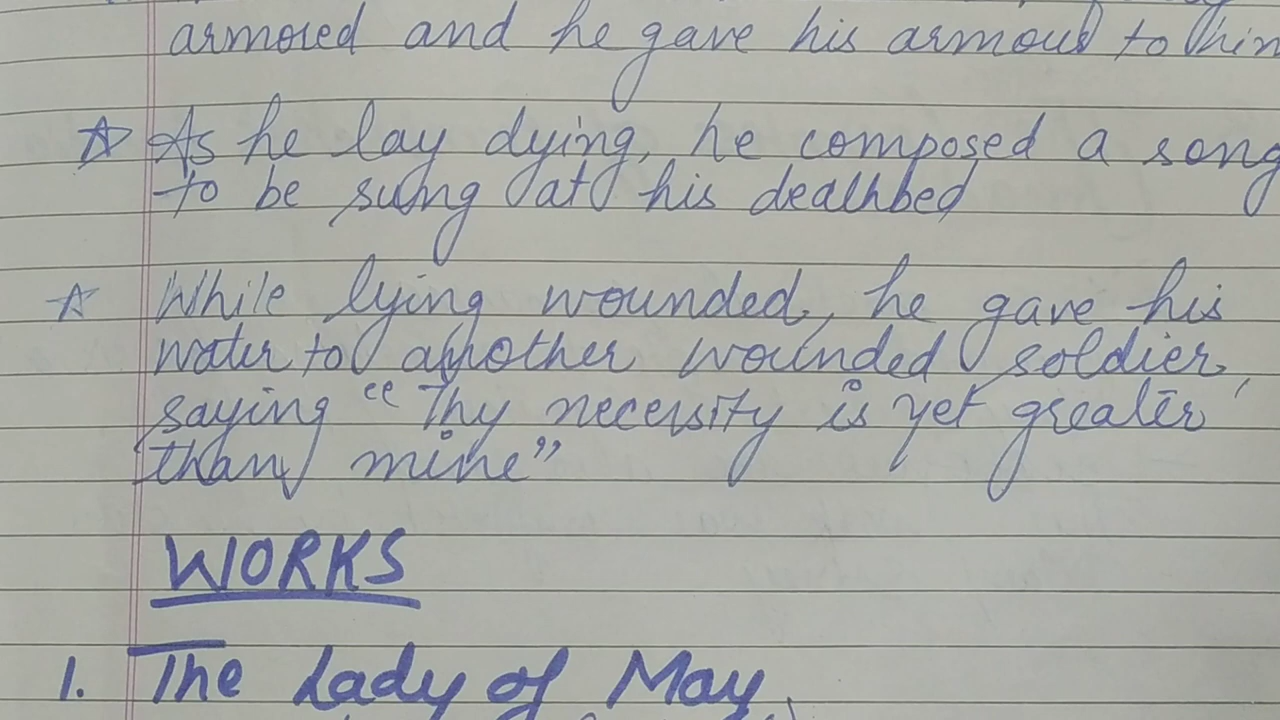 armored and he gave his armour to him
☆ As he lay dying, he composed a song
to be sung at his deathbed
☆ While lying wounded, he gave his
water to another wounded soldier,
saying "Thy necessity is yet greater
than mine"
WORKS
1. The Lady of May